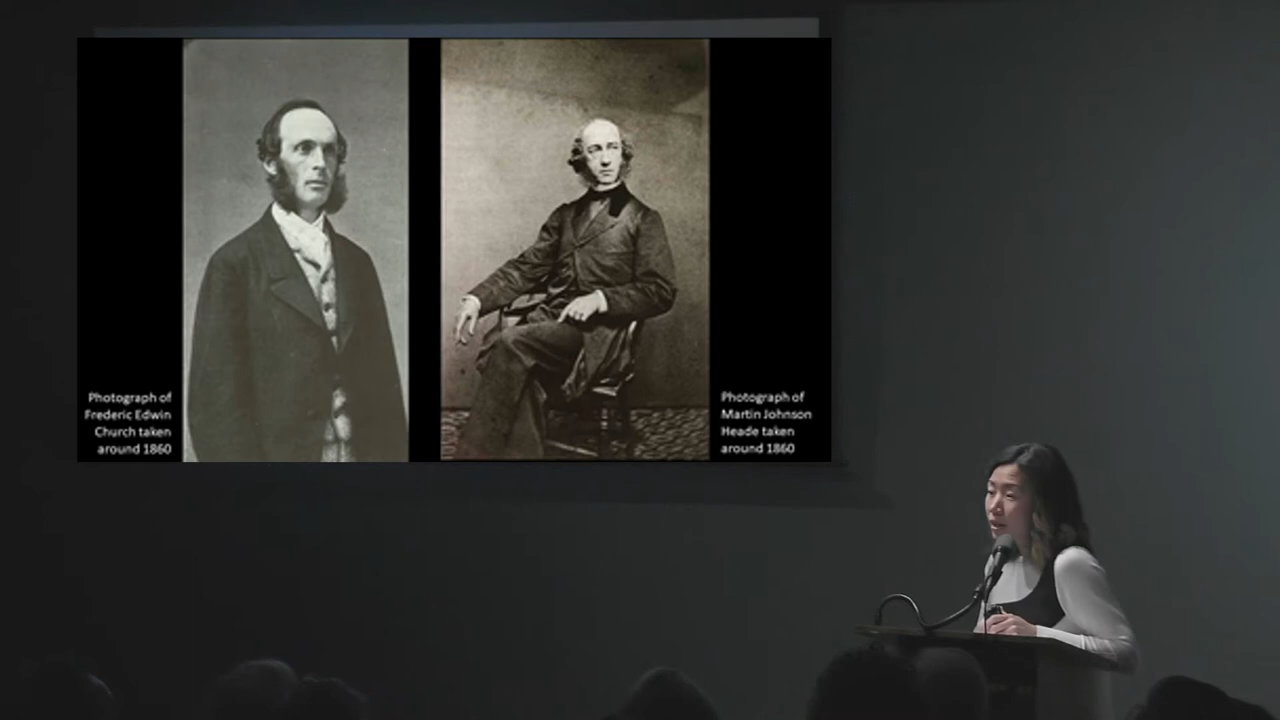 Photograph of
Frederic Edwin
Church taken
around 1860
Photograph of
Martin Johnson
Heade taken
around 1860